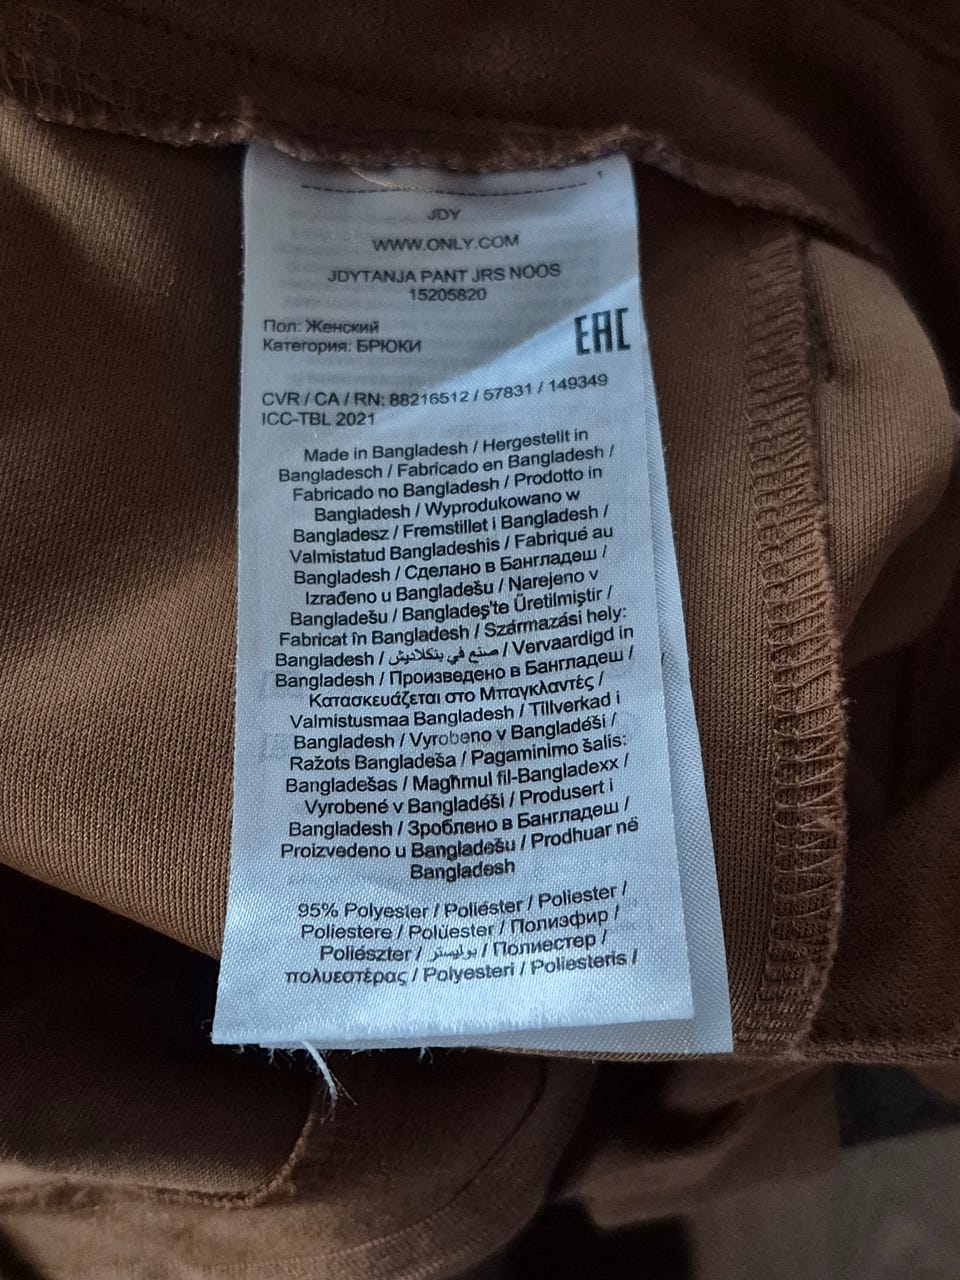 JDY
WWW.ONLY.COM
JDYTANJA PANT JRS NOOS
15205820
Пол: Женский
Категория: БРЮКИ
EAC
CVR / CA / RN: 88216512 / 57831 / 149349
ICC-TBL 2021
Made in Bangladesh / Hergestellt in
Bangladesch / Fabricado en Bangladesh /
Fabricado no Bangladesh / Prodotto in
Bangladesh / Wyprodukowano w
Bangladesz / Fremstillet i Bangladesh /
Valmistatud Bangladeshis / Fabriqué au
Bangladesh / Сделано в Бангладеш /
Izrađeno u Bangladešu / Narejeno v
Bangladešu / Bangladeş'te Üretilmiştir /
Fabricat în Bangladesh / Származási hely:
Bangladesh / صنع في بنكلاديش / Vervaardigd in
Bangladesh / Произведено в Бангладеш /
Κατασκευάζεται στο Μπαγκλαντές /
Valmistusmaa Bangladesh / Tillverkad i
Bangladesh / Vyrobeno v Bangladéši /
Ražots Bangladeša / Pagaminimo šalis:
Bangladešas / Magħmul fil-Bangladexx /
Vyrobené v Bangladéši / Produsert i
Bangladesh / Зроблено в Бангладеш /
Proizvedeno u Bangladešu / Prodhuar në
Bangladesh
95% Polyester / Poliéster / Poliester /
Poliestere / Polüester / Полиэфир /
Poliészter / بوليستر / Полиестер /
πολυεστέρας / Polyesteri / Poliesteris /